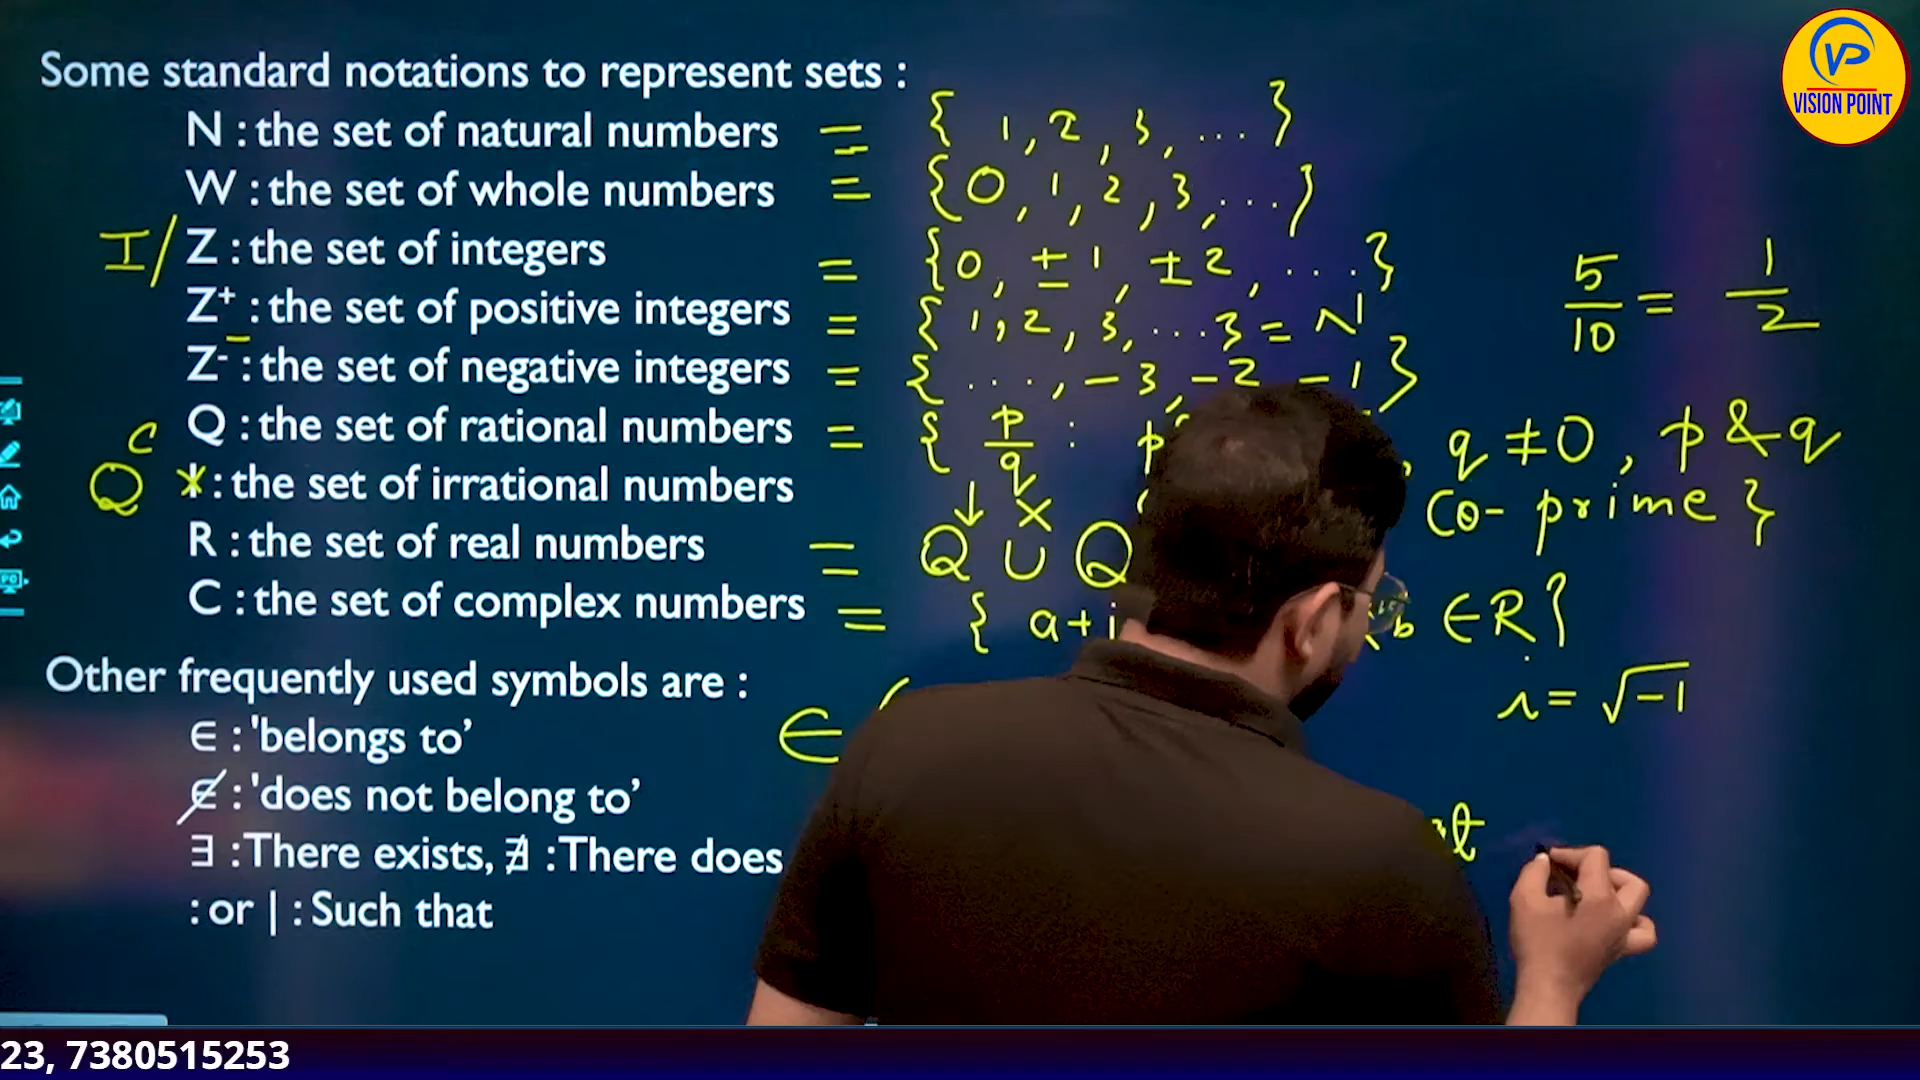 Some standard notations to represent sets :
N : the set of natural numbers = { 1, 2, 3, ... }
W : the set of whole numbers = { 0, 1, 2, 3, ... }
I/ Z : the set of integers = { 0, ±1, ±2, .... }
Z⁺ : the set of positive integers = { 1, 2, 3, ...} = N
5/10 = 1/2
Z⁻ : the set of negative integers = { ...., -3, -2, -1 }
Q : the set of rational numbers = { p/q : p , q ≠ 0, p & q
Co-prime }
Qᶜ : the set of irrational numbers
R : the set of real numbers = Q ∪ Q
C : the set of complex numbers = { a+i b ∈ R }
i = √-1
Other frequently used symbols are :
∈ : 'belongs to’ ∈
∉ : 'does not belong to’
∃ : There exists, ∄ : There does
: or | : Such that
VP
VISION POINT
23, 7380515253